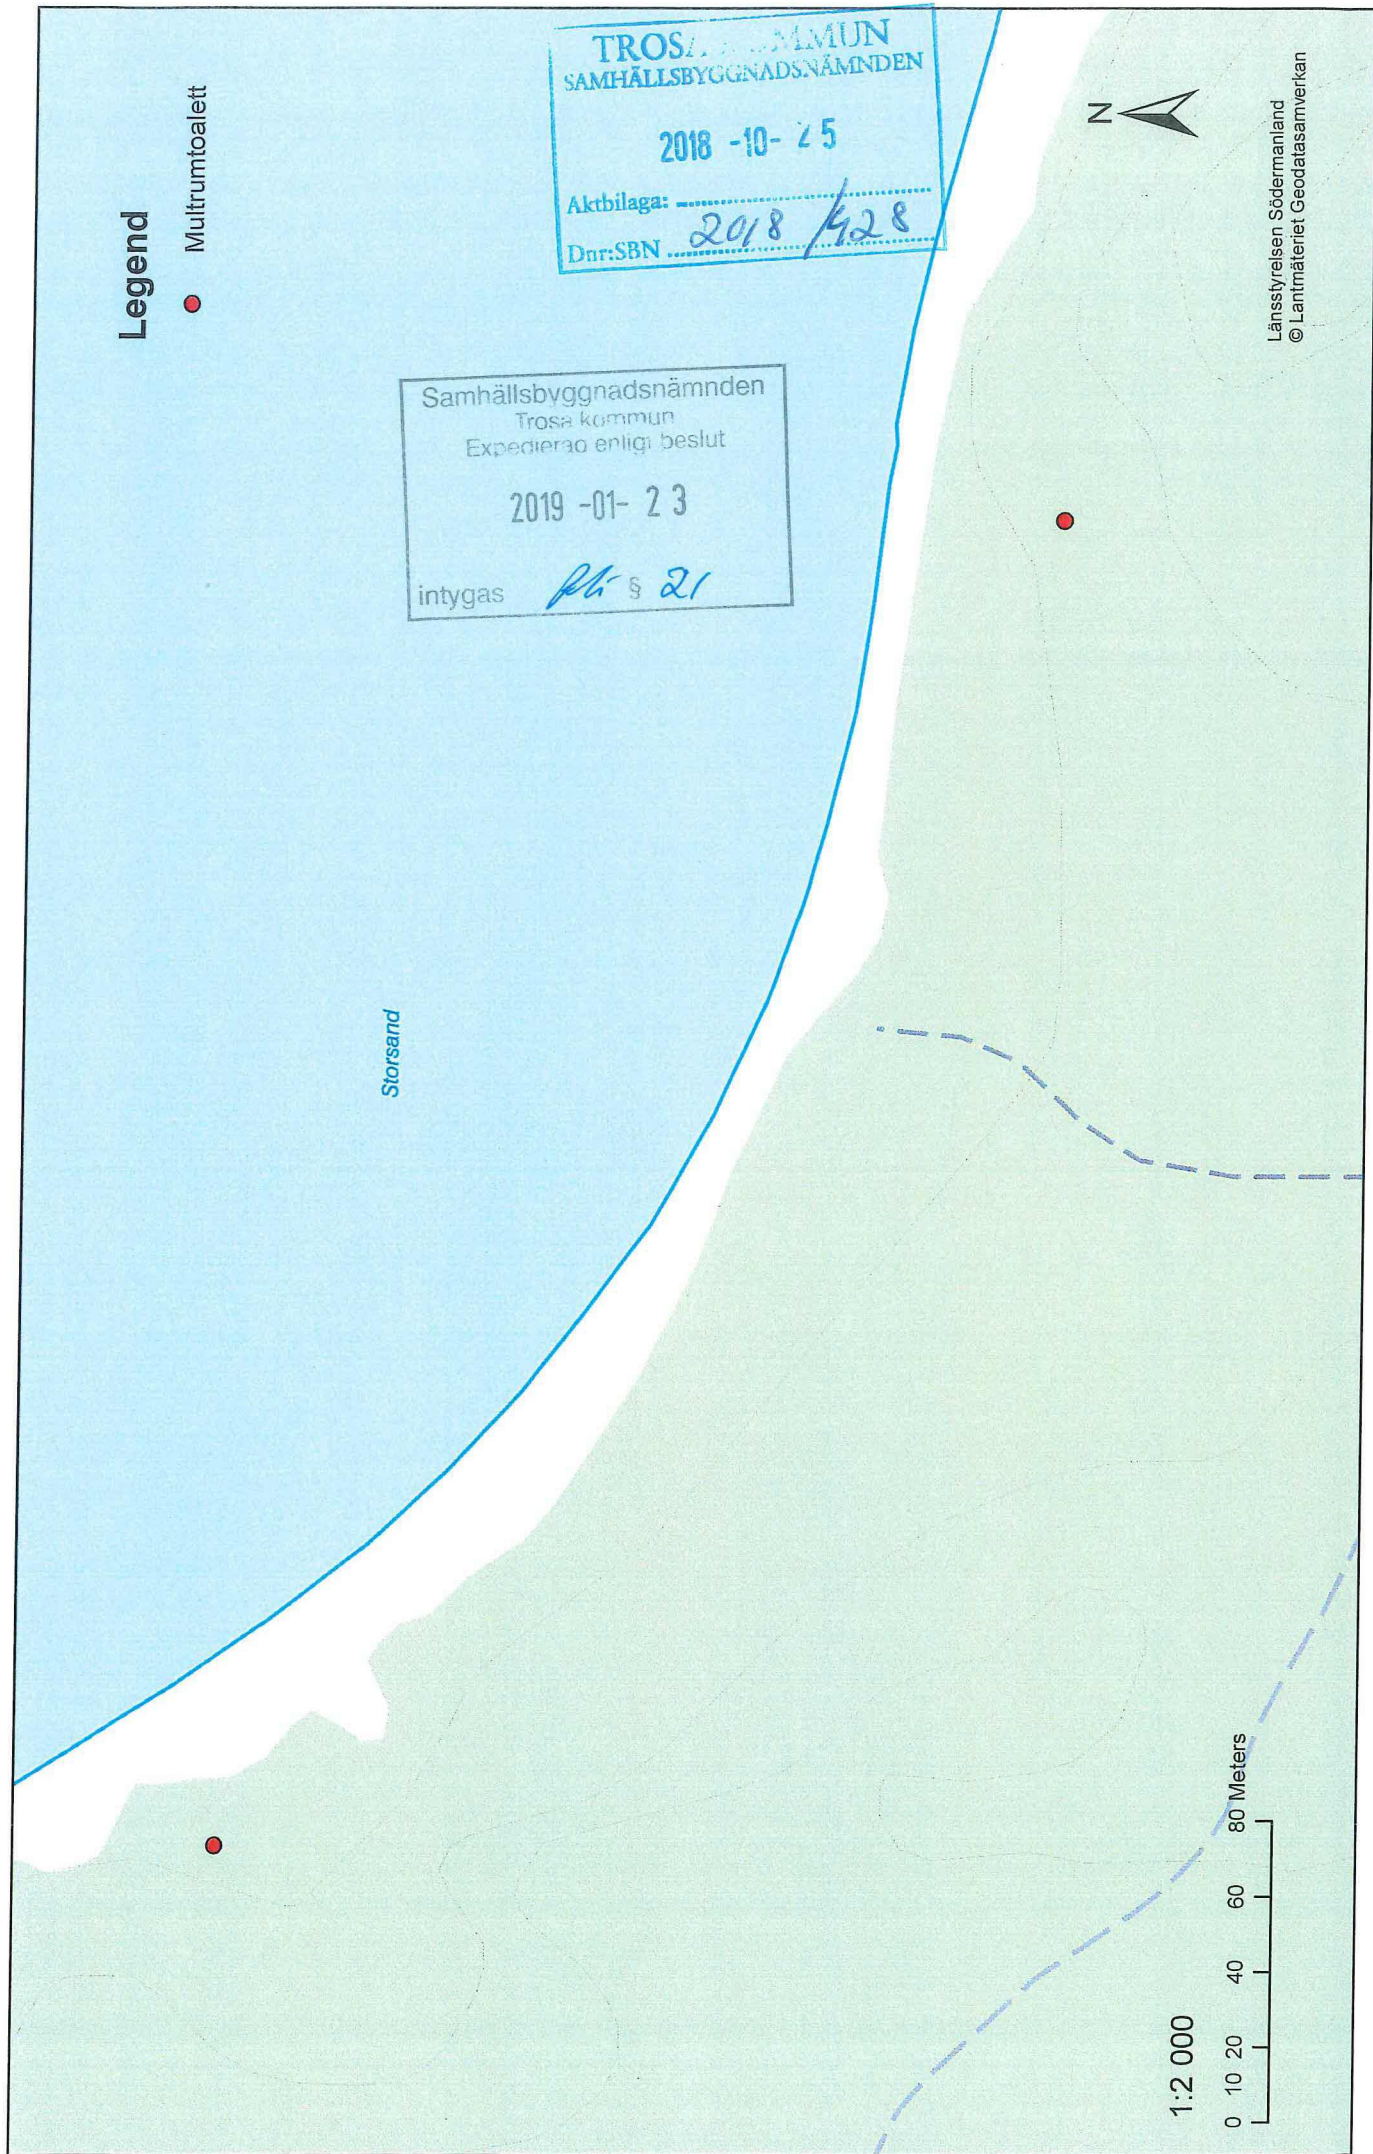 Legend
Multrumtoalett
SAMHÄLLSBYGGNADSNÄMNDEN
2018 -10- 25
Aktbilaga:
Dnr:SBN 2018/428
Samhällsbyggnadsnämnden
Trosa kommun
Expedierad enligt beslut
2019 -01- 23
intygas § 21
Storsand
N
1:2 000
0 10 20 40 60 80 Meters
Länsstyrelsen Södermanland
© Lantmäteriet Geodatasamverkan